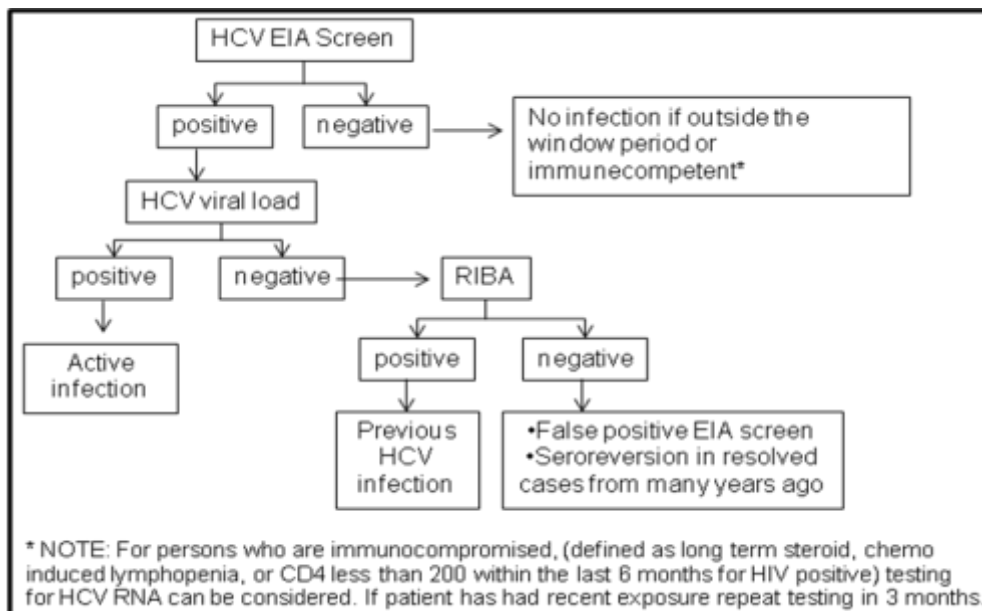 HCV EIA Screen
positive
negative
No infection if outside the
window period or
immunecompetent*
HCV viral load
positive
negative
RIBA
Active
infection
positive
negative
Previous
HCV
infection
•False positive EIA screen
•Seroreversion in resolved
cases from many years ago
* NOTE: For persons who are immunocompromised, (defined as long term steroid, chemo
induced lymphopenia, or CD4 less than 200 within the last 6 months for HIV positive) testing
for HCV RNA can be considered. If patient has had recent exposure repeat testing in 3 months.